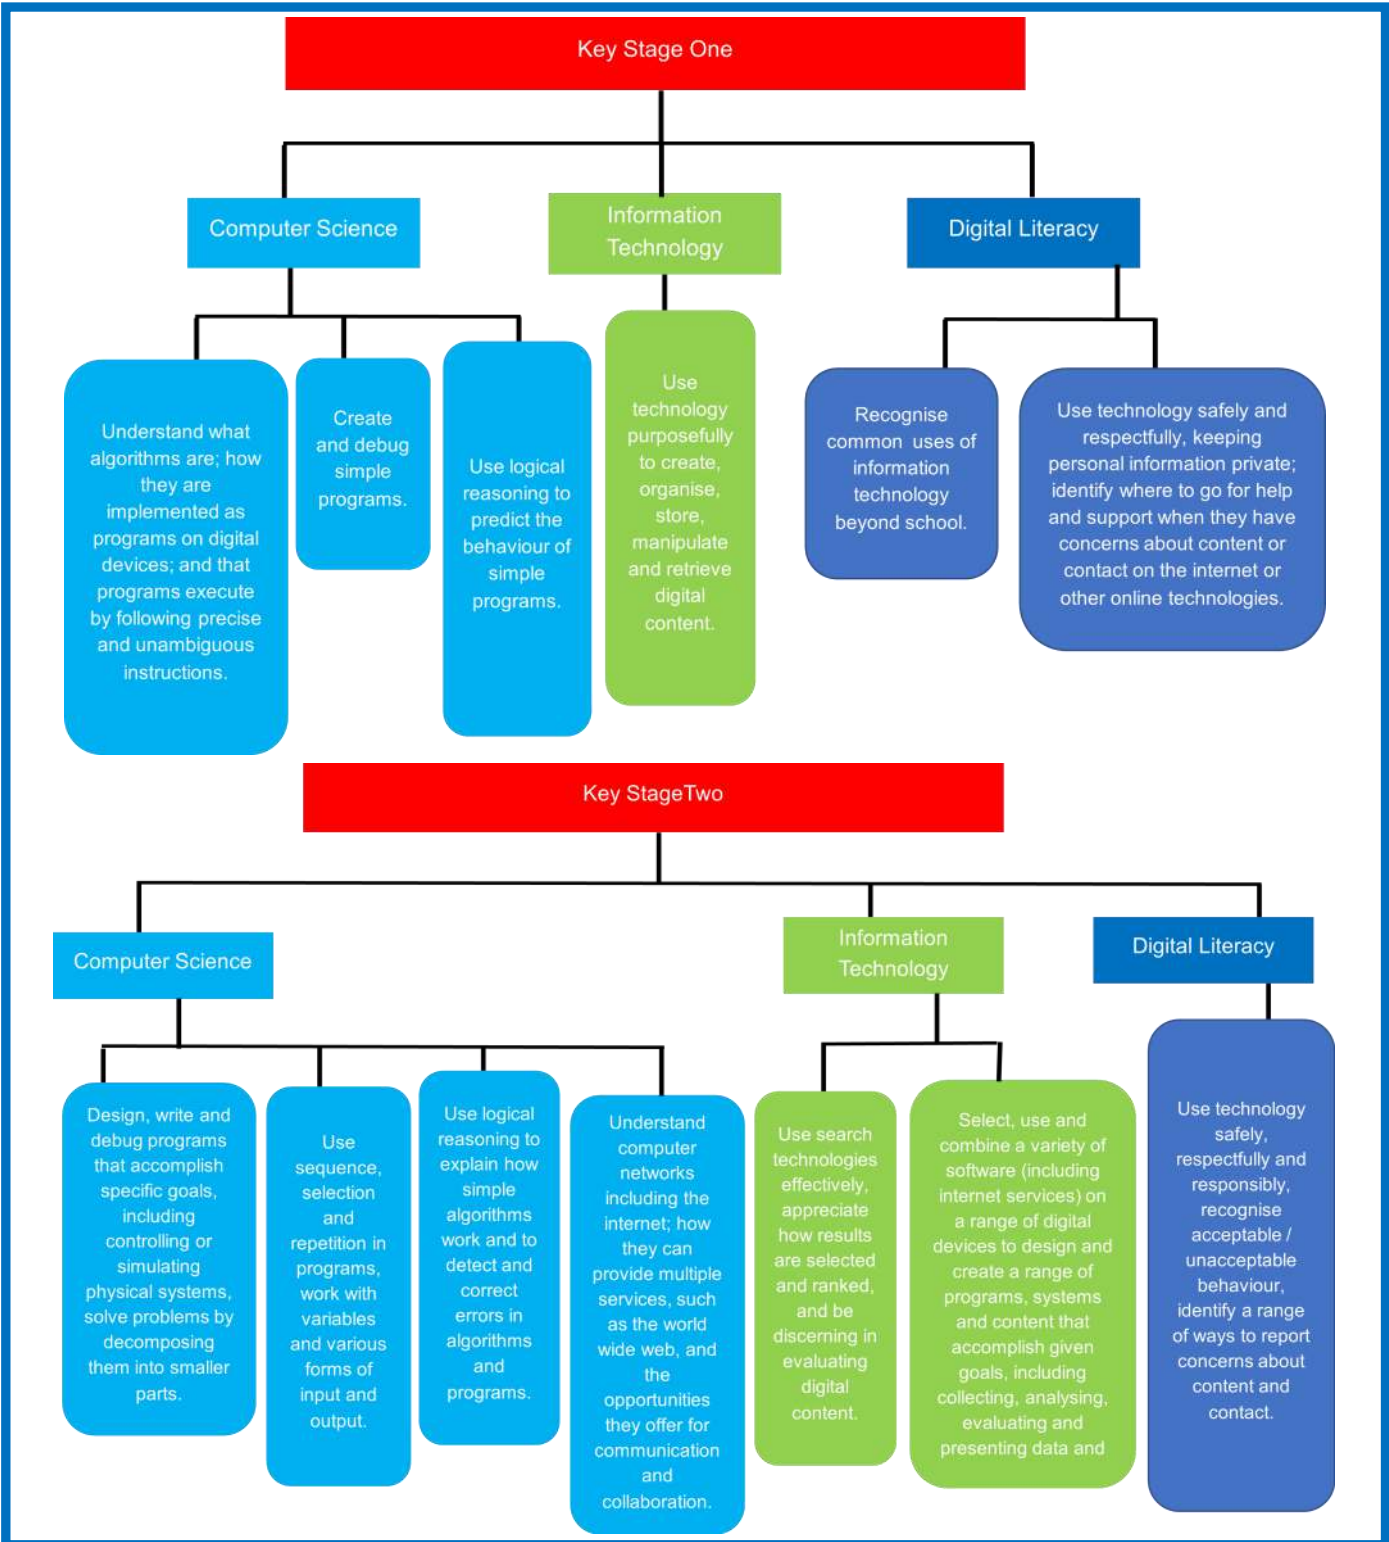 Key Stage One
Computer Science
Information
Technology
Digital Literacy
Understand what
algorithms are; how
they are
implemented as
programs on digital
devices; and that
programs execute
by following precise
and unambiguous
instructions.
Create
and debug
simple
programs.
Use logical
reasoning to
predict the
behaviour of
simple
programs.
Use
technology
purposefully
to create,
organise,
store,
manipulate
and retrieve
digital
content.
Recognise
common uses of
information
technology
beyond school.
Use technology safely and
respectfully, keeping
personal information private;
identify where to go for help
and support when they have
concerns about content or
contact on the internet or
other online technologies.
Key StageTwo
Computer Science
Information
Technology
Digital Literacy
Design, write and
debug programs
that accomplish
specific goals,
including
controlling or
simulating
physical systems,
solve problems by
decomposing
them into smaller
parts.
Use
sequence,
selection
and
repetition in
programs,
work with
variables
and various
forms of
input and
output.
Use logical
reasoning to
explain how
simple
algorithms
work and to
detect and
correct
errors in
algorithms
and
programs.
Understand
computer
networks
including the
internet; how
they can
provide multiple
services, such
as the world
wide web, and
the
opportunities
they offer for
communication
and
collaboration.
Use search
technologies
effectively,
appreciate
how results
are selected
and ranked,
and be
discerning in
evaluating
digital
content.
Select, use and
combine a variety of
software (including
internet services) on
a range of digital
devices to design and
create a range of
programs, systems
and content that
accomplish given
goals, including
collecting, analysing,
evaluating and
presenting data and
Use technology
safely,
respectfully and
responsibly,
recognise
acceptable /
unacceptable
behaviour,
identify a range
of ways to report
concerns about
content and
contact.